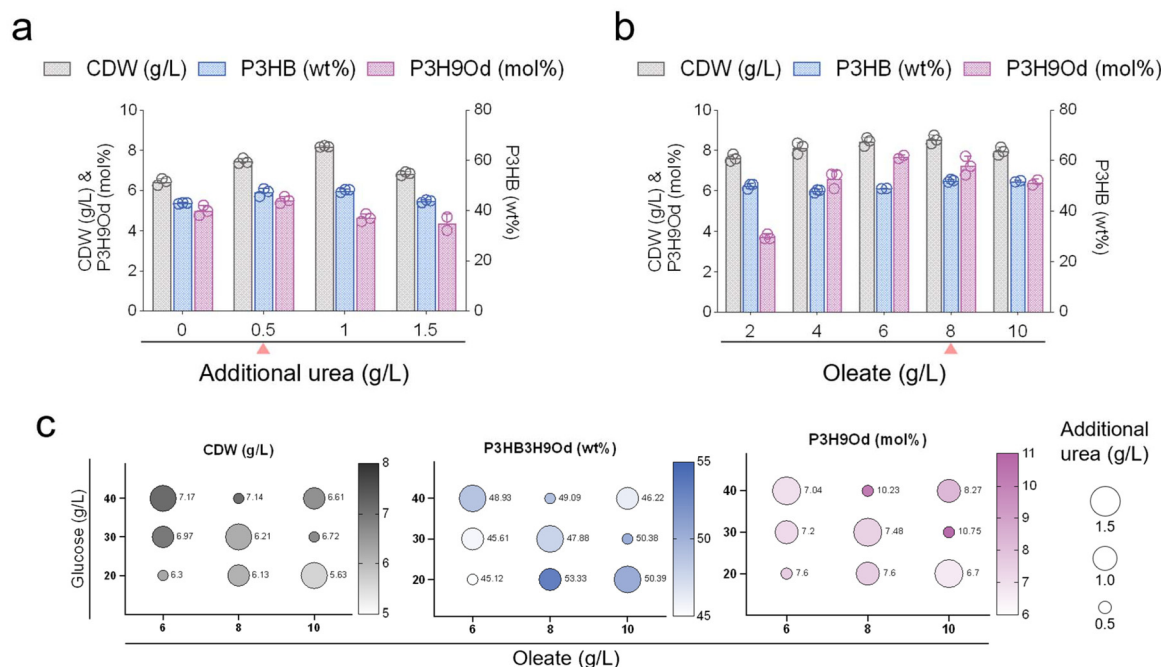 a
CDW (g/L) P3HB (wt%) P3H9Od (mol%)
CDW (g/L) &
P3H9Od (mol%)
10
8
6
4
2
0
80
60
40
20
0
P3HB
(wt%)
0 0.5 1 1.5
Additional urea (g/L)
b
CDW (g/L) P3HB (wt%) P3H9Od (mol%)
CDW (g/L) &
P3H9Od (mol%)
10
8
6
4
2
0
80
60
40
20
0
P3HB
(wt%)
2 4 6 8 10
Oleate (g/L)
c
Glucose (g/L)
CDW (g/L)
40 7.17 7.14 6.61
30 6.97 6.21 6.72
20 6.3 6.13 5.63
6 8 10
8
7
6
5
P3HB3H9Od (wt%)
40 48.93 49.09 46.22
30 45.61 47.88 50.38
20 45.12 53.33 50.39
6 8 10
55
50
45
P3H9Od (mol%)
40 7.04 10.23 8.27
30 7.2 7.48 10.75
20 7.6 7.6 6.7
6 8 10
11
10
9
8
7
6
Additional
urea (g/L)
1.5
1.0
0.5
Oleate (g/L)